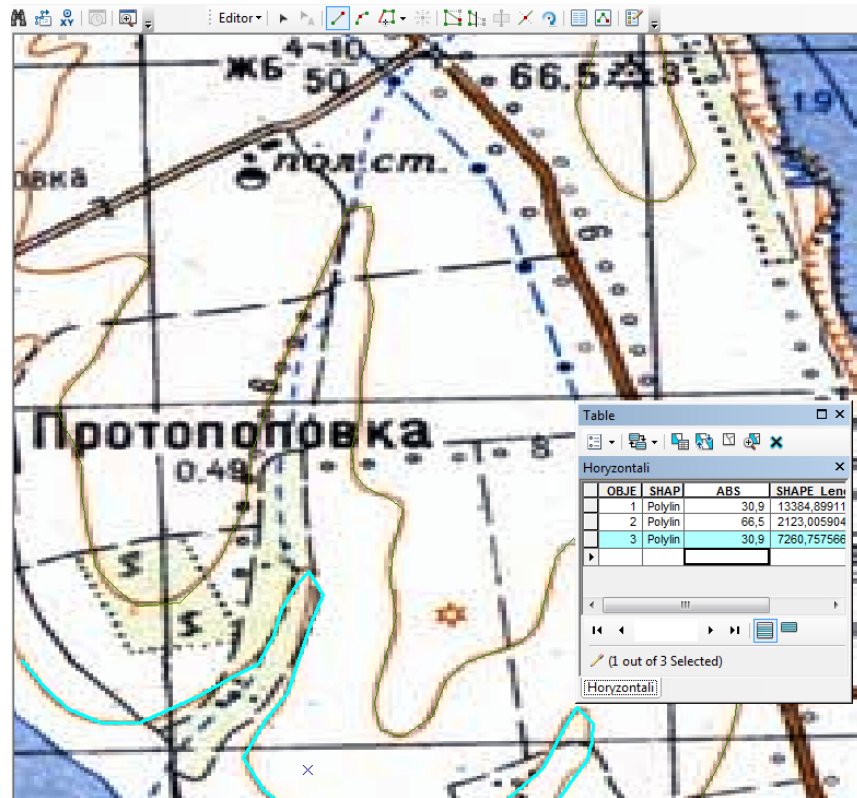 Editor
ЖБ 4-10
50
66.5
1.9
овка
пол.ст.
Протопоповка
0.49
Table
Horyzontali
OBJE SHAP ABS SHAPE_Len
1 Polylin 30,9 13384,89911
2 Polylin 66,5 2123,005904
3 Polylin 30,9 7260,757566
(1 out of 3 Selected)
Horyzontali